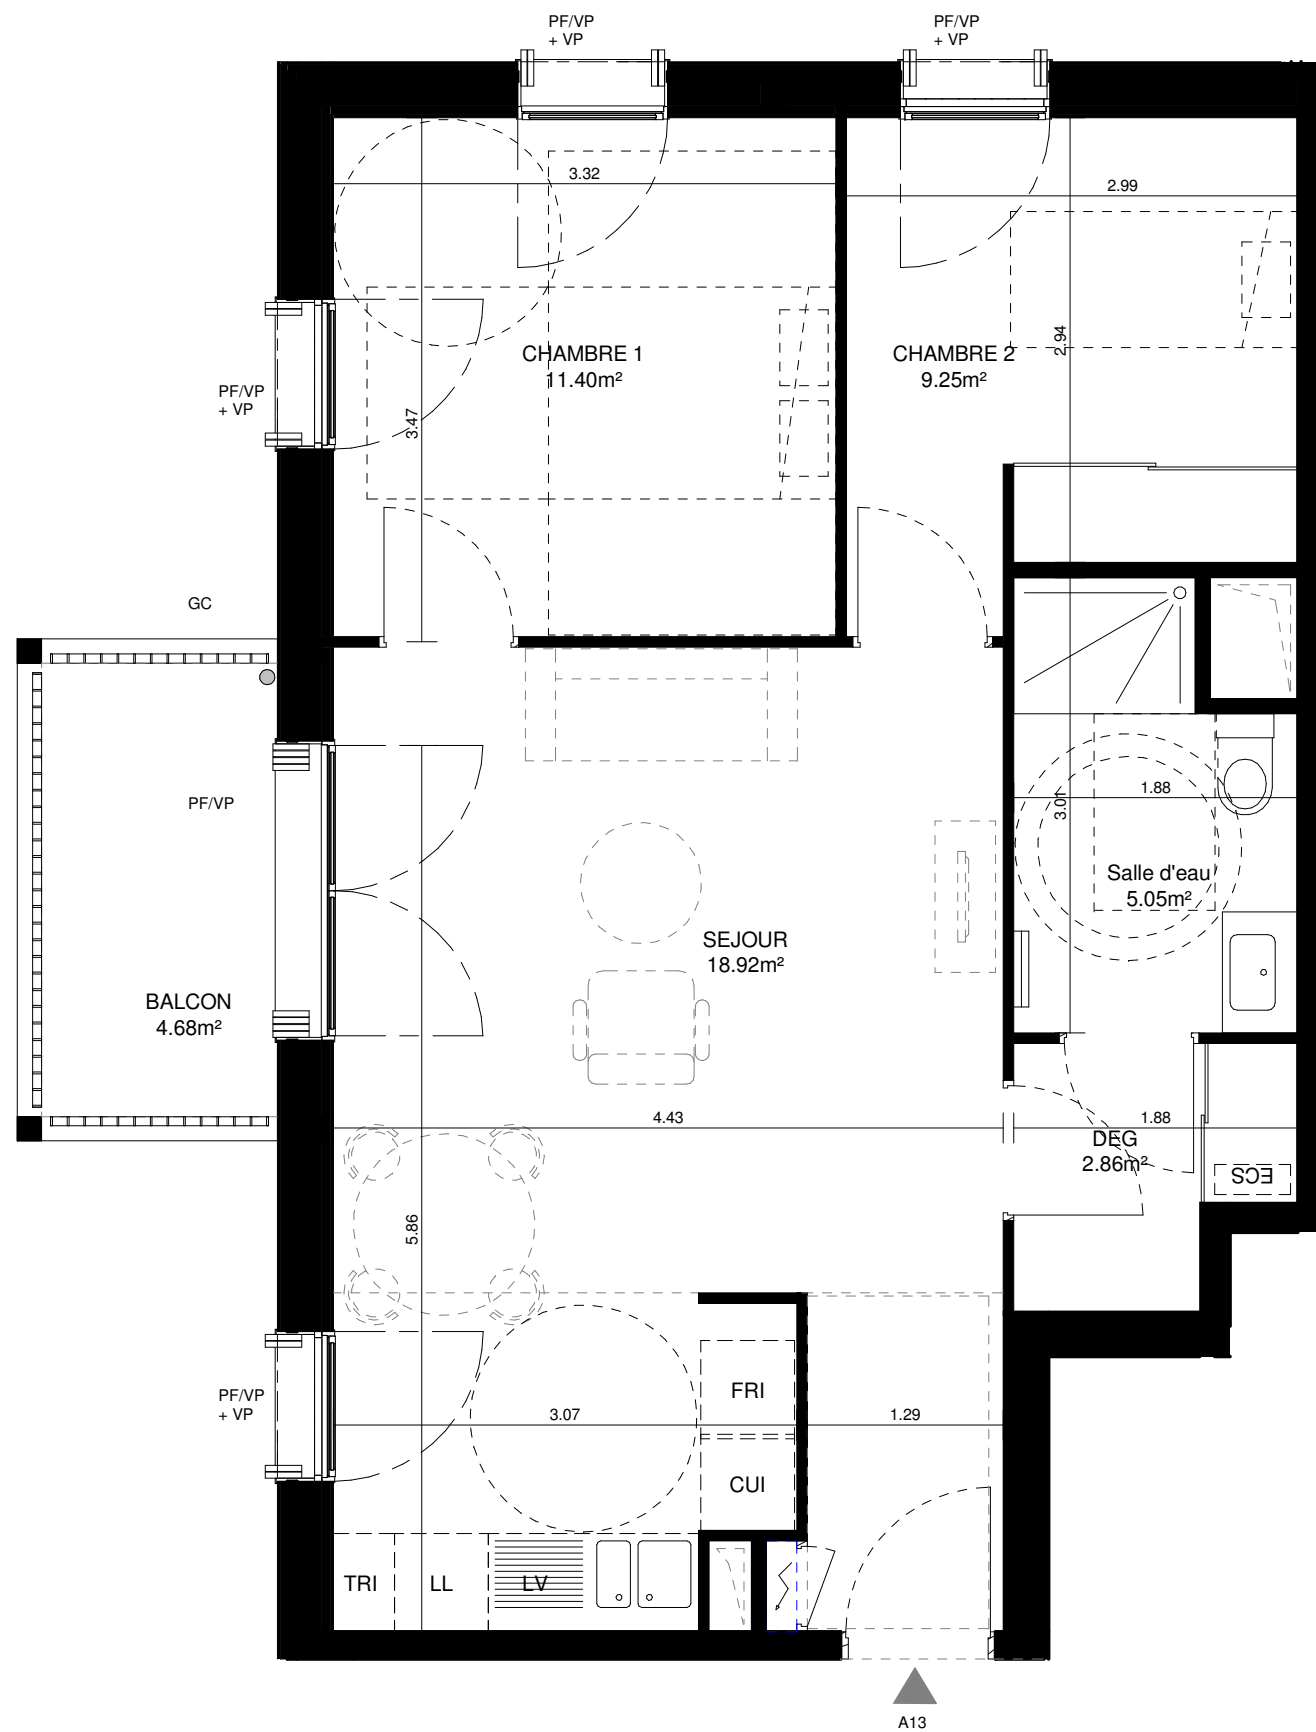 PF/VP
+ VP
PF/VP
+ VP
3.32
2.99
CHAMBRE 1
11.40m²
CHAMBRE 2
9.25m²
2.94
3.47
PF/VP
+ VP
GC
PF/VP
1.88
3.01
Salle d'eau
5.05m²
SEJOUR
18.92m²
BALCON
4.68m²
4.43
1.88
DEG
2.86m²
ECS
5.86
FRI
PF/VP
+ VP
3.07
1.29
CUI
TRI
LL
LV
A13